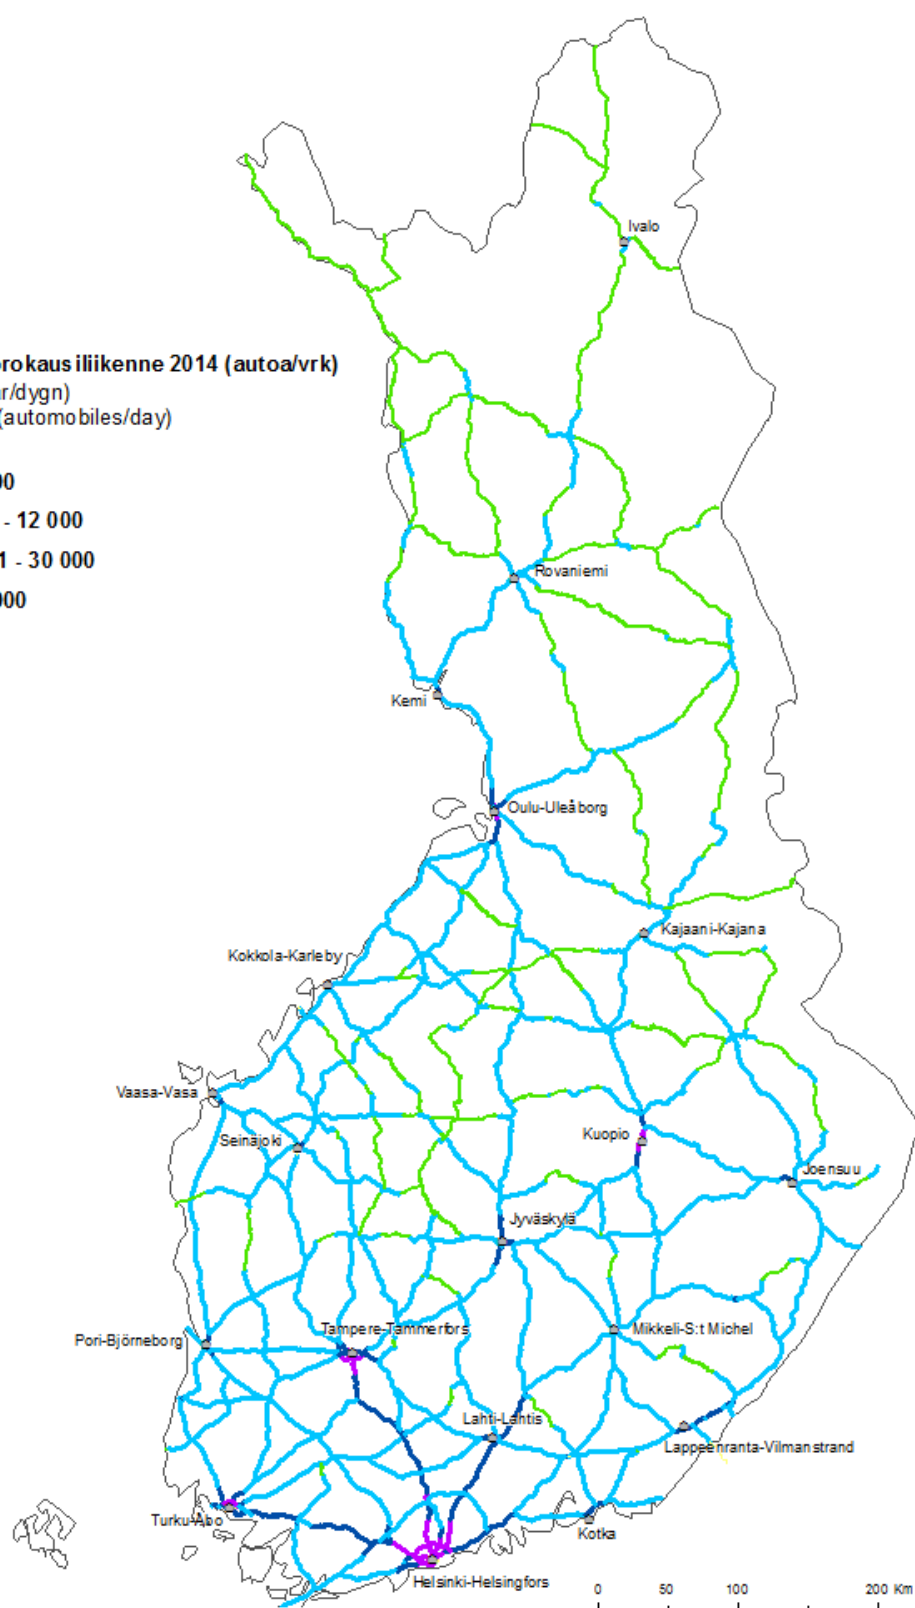 Ivalo
rokausiliikenne 2014 (autoa/vrk)
r/dygn)
(automobiles/day)
00
- 12 000
1 - 30 000
000
Rovaniemi
Kemi
Oulu-Uleåborg
Kajaani-Kajana
Kokkola-Karleby
Vaasa-Vasa
Kuopio
Seinäjoki
Joensuu
Jyväskylä
Tampere-Tammerfors
Mikkeli-S:t Michel
Pori-Björneborg
Lahti-Lahtis
Lappeenranta-Vilmanstrand
Turku-Åbo
Kotka
Helsinki-Helsingfors
0 50 100 200 Km